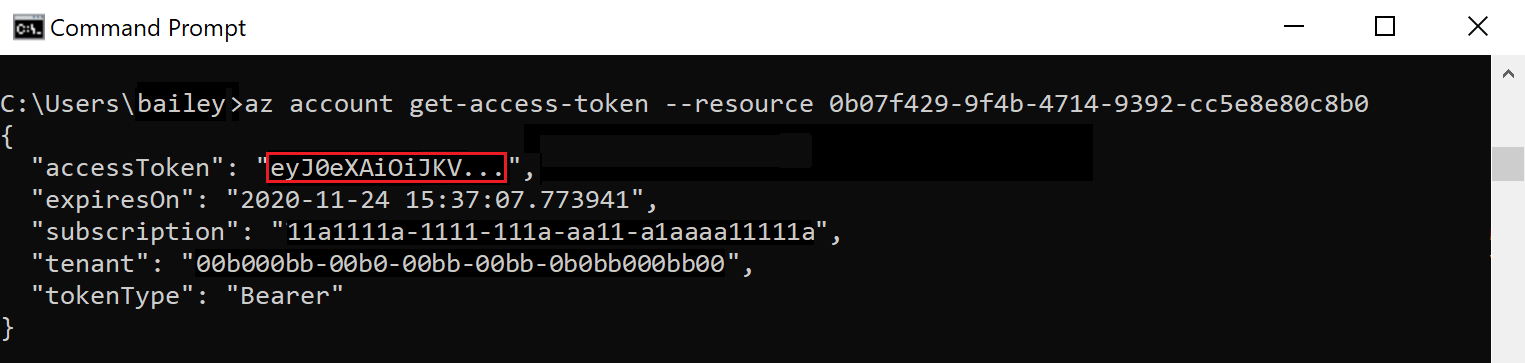 Command Prompt
C:\Users\bailey>az account get-access-token --resource 0b07f429-9f4b-4714-9392-cc5e8e80c8b0
{
  "accessToken": "eyJ0eXAiOiJKV...",
  "expiresOn": "2020-11-24 15:37:07.773941",
  "subscription": "11a1111a-1111-111a-aa11-a1aaaa11111a",
  "tenant": "00b000bb-00b0-00bb-00bb-0b0bb000bb00",
  "tokenType": "Bearer"
}